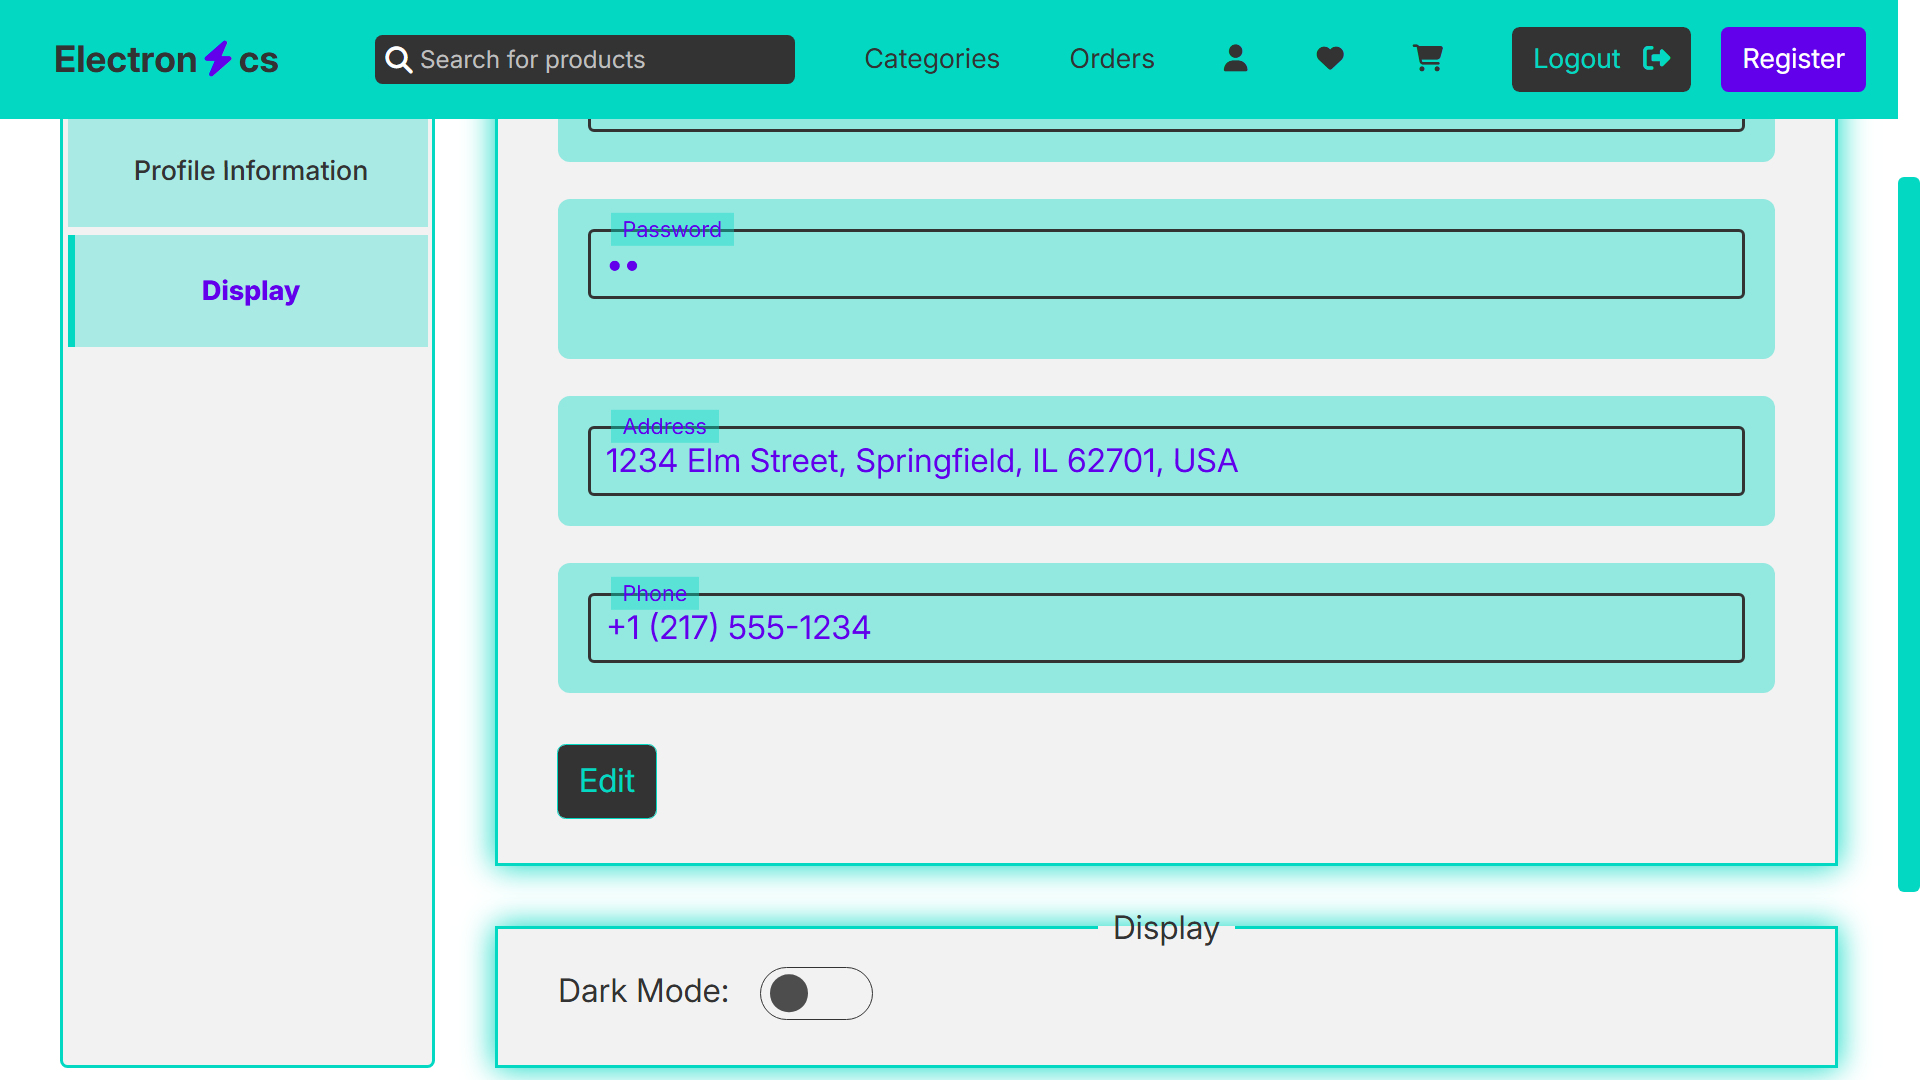 Electron cs
Search for products
Categories
Orders
Logout
Register
Profile Information
Display
Password
••
Address
1234 Elm Street, Springfield, IL 62701, USA
Phone
+1 (217) 555-1234
Edit
Display
Dark Mode: